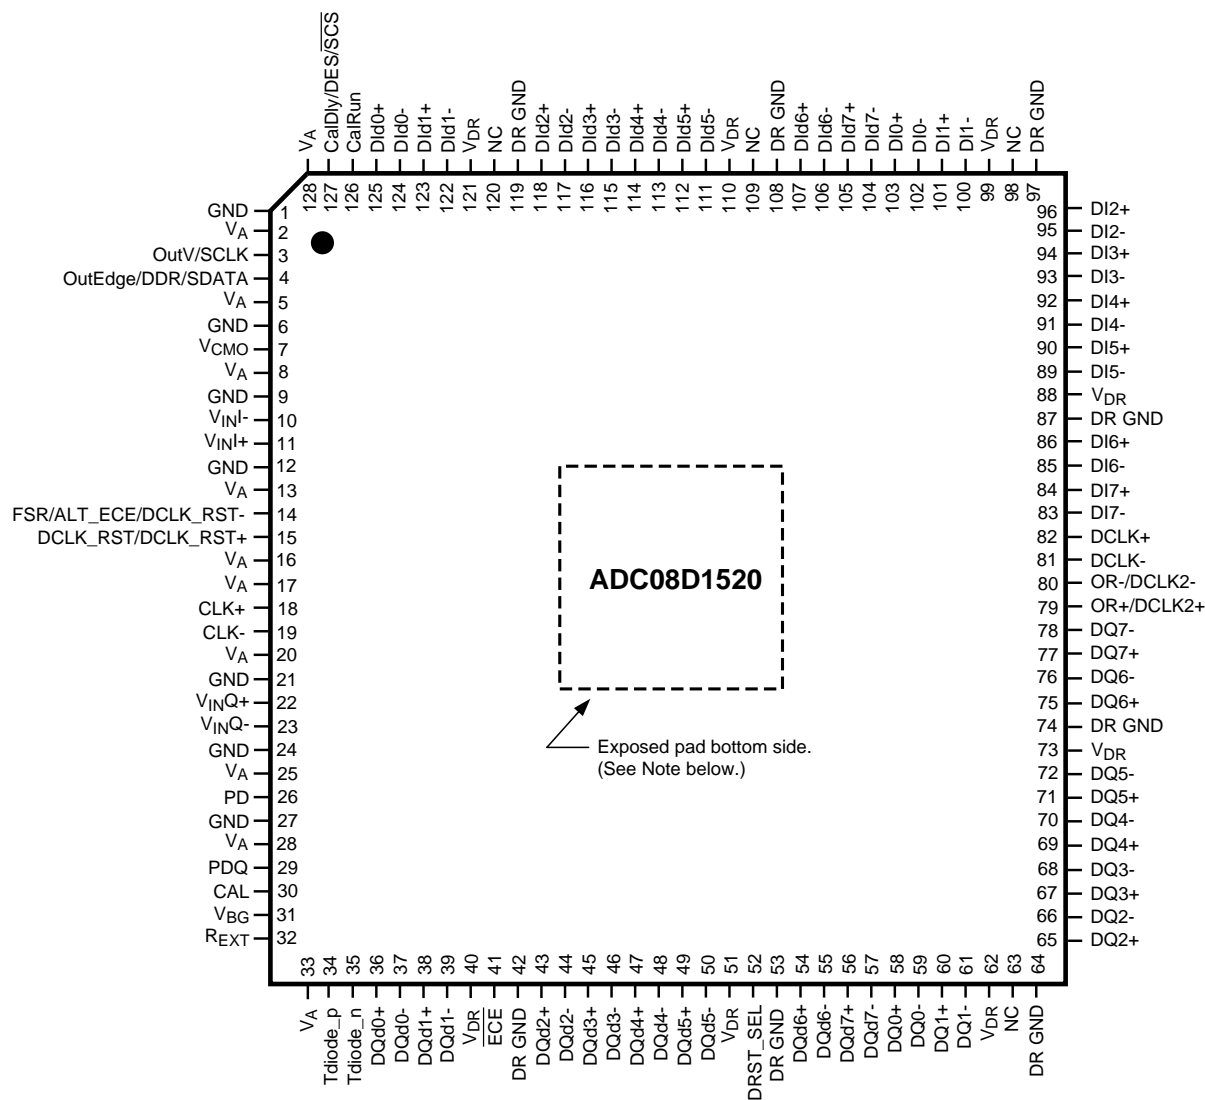 VA
CalDly/DES/SCS
CalRun
DId0+
DId0-
DId1+
DId1-
VDR
NC
DR GND
DId2+
DId2-
DId3+
DId3-
DId4+
DId4-
DId5+
DId5-
VDR
NC
DR GND
DId6+
DId6-
DId7+
DId7-
DI0+
DI0-
DI1+
DI1-
VDR
NC
DR GND
128
127
126
125
124
123
122
121
120
119
118
117
116
115
114
113
112
111
110
109
108
107
106
105
104
103
102
101
100
99
98
97
GND 1
VA 2
OutV/SCLK 3
OutEdge/DDR/SDATA 4
VA 5
GND 6
VCMO 7
VA 8
GND 9
VINI- 10
VINI+ 11
GND 12
VA 13
FSR/ALT_ECE/DCLK_RST- 14
DCLK_RST/DCLK_RST+ 15
VA 16
VA 17
CLK+ 18
CLK- 19
VA 20
GND 21
VINQ+ 22
VINQ- 23
GND 24
VA 25
PD 26
GND 27
VA 28
PDQ 29
CAL 30
VBG 31
REXT 32
ADC08D1520
Exposed pad bottom side.
(See Note below.)
96 DI2+
95 DI2-
94 DI3+
93 DI3-
92 DI4+
91 DI4-
90 DI5+
89 DI5-
88 VDR
87 DR GND
86 DI6+
85 DI6-
84 DI7+
83 DI7-
82 DCLK+
81 DCLK-
80 OR-/DCLK2-
79 OR+/DCLK2+
78 DQ7-
77 DQ7+
76 DQ6-
75 DQ6+
74 DR GND
73 VDR
72 DQ5-
71 DQ5+
70 DQ4-
69 DQ4+
68 DQ3-
67 DQ3+
66 DQ2-
65 DQ2+
33
34
35
36
37
38
39
40
41
42
43
44
45
46
47
48
49
50
51
52
53
54
55
56
57
58
59
60
61
62
63
64
VA
Tdiode_p
Tdiode_n
DQd0+
DQd0-
DQd1+
DQd1-
VDR
ECE
DR GND
DQd2+
DQd2-
DQd3+
DQd3-
DQd4+
DQd4-
DQd5+
DQd5-
VDR
DRST_SEL
DR GND
DQd6+
DQd6-
DQd7+
DQd7-
DQ0+
DQ0-
DQ1+
DQ1-
VDR
NC
DR GND